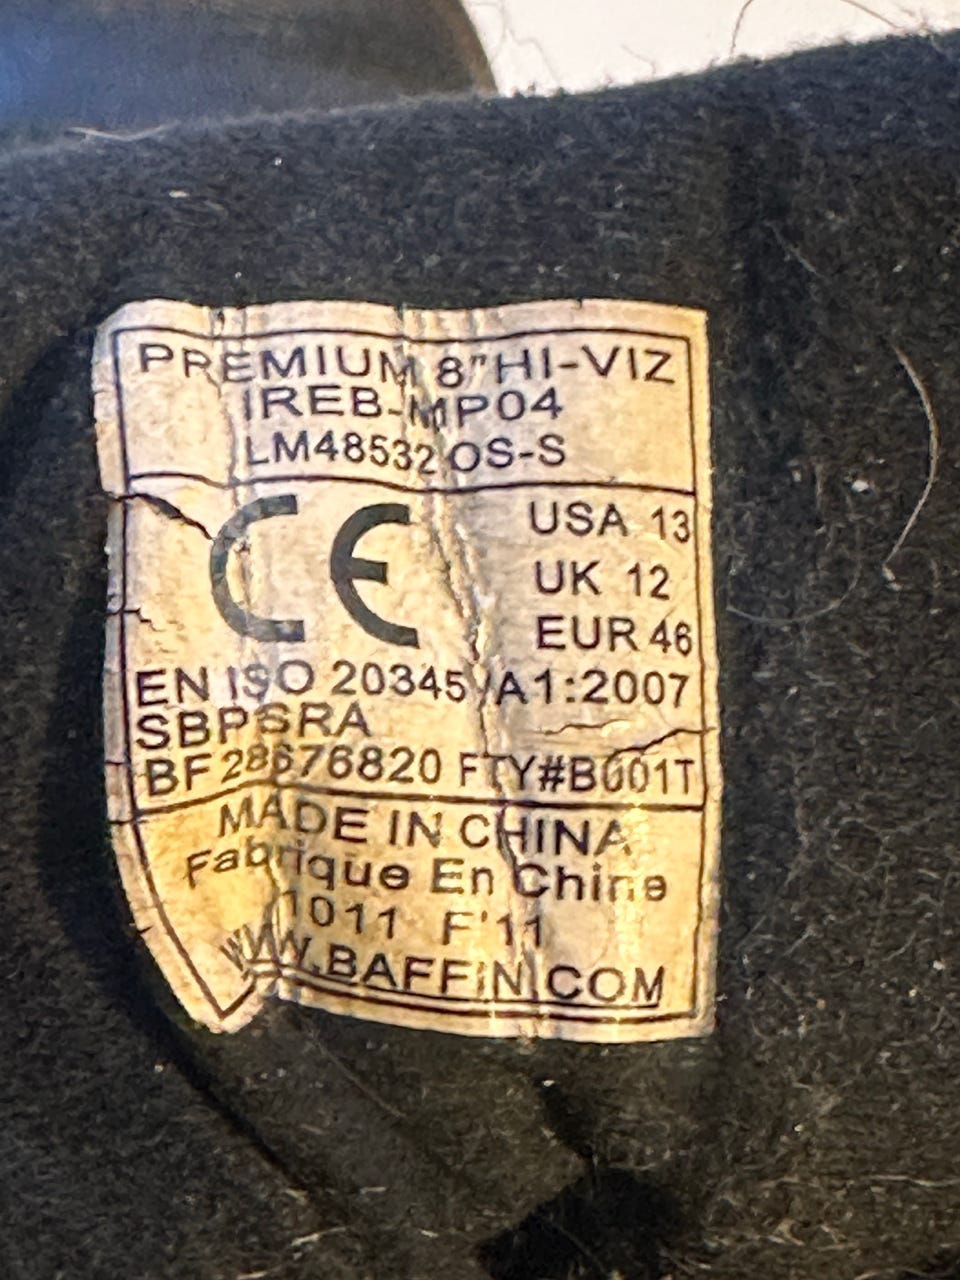 PREMIUM 8"HI-VIZ
IREB-MP04
LM48532 OS-S
CE
USA 13
UK 12
EUR 46
EN ISO 20345/A1:2007
SBPSRA
BF 28676820 FTY#B001T
MADE IN CHINA
Fabrique En Chine
1011 F'11
WWW.BAFFIN.COM